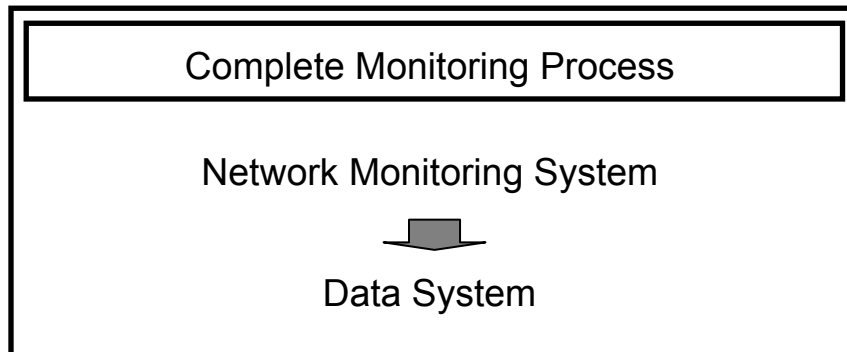 Complete Monitoring Process
Network Monitoring System
Data System